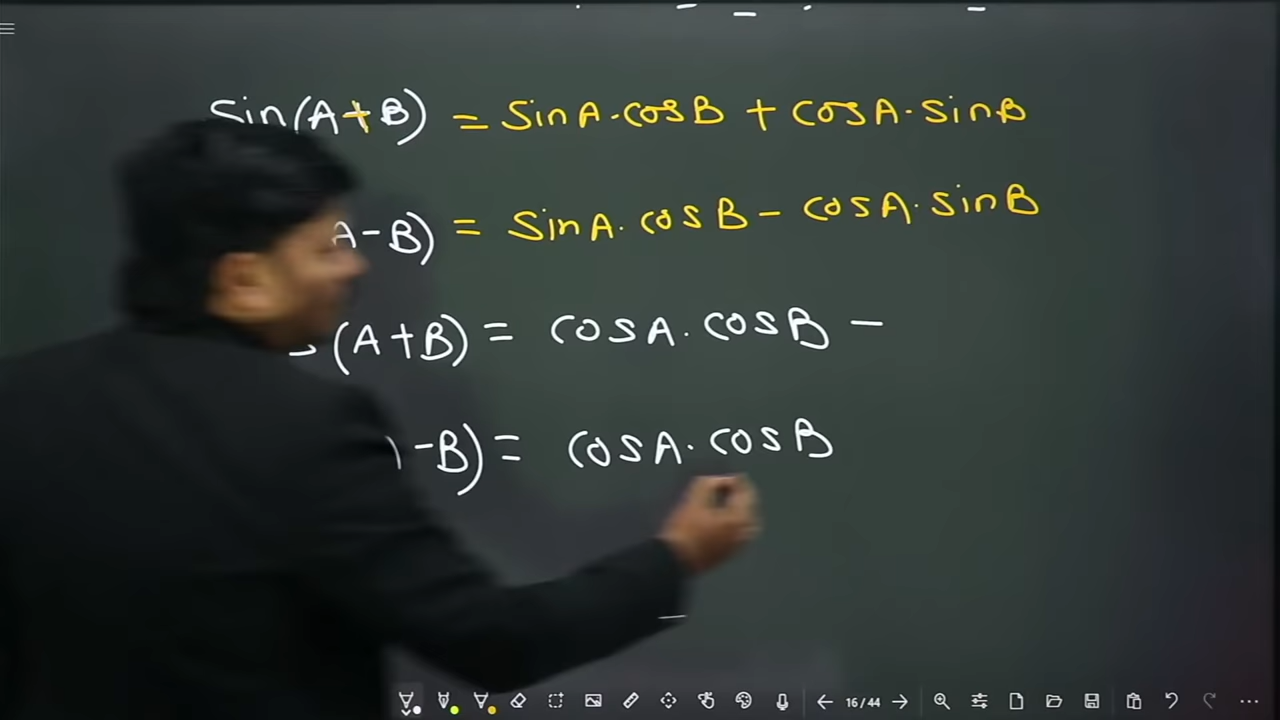 Sin(A+B) = SinA·cosB + cosA·sinB
A-B) = SinA·cosB - cosA·sinB
s(A+B) = cosA·cosB -
-B) = cosA·cosB
16/44